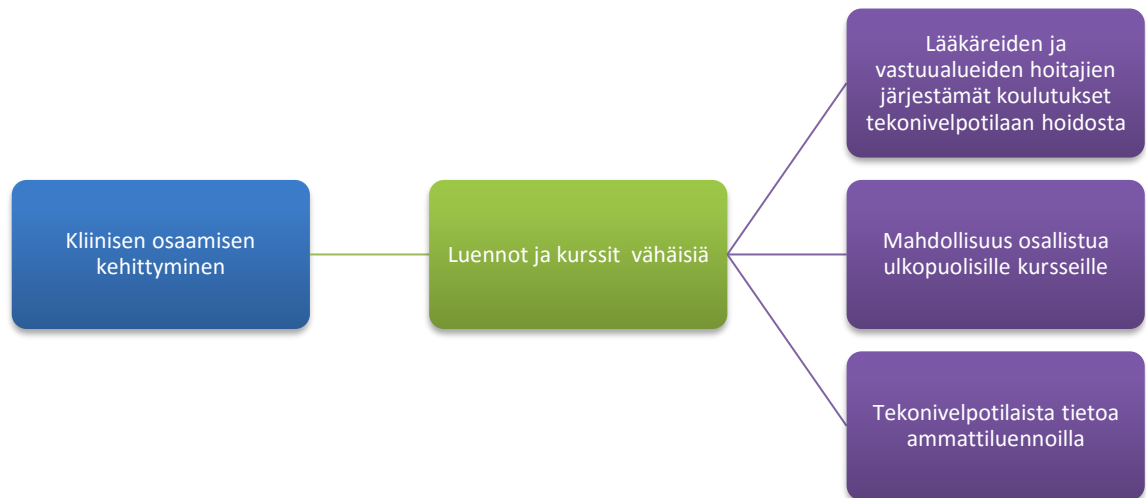 Kliinisen osaamisen
kehittyminen
Luennot ja kurssit  vähäisiä
Lääkäreiden ja
vastuualueiden hoitajien
järjestämät koulutukset
tekonivelpotilaan hoidosta
Mahdollisuus osallistua
ulkopuolisille kursseille
Tekonivelpotilaista tietoa
ammattiluennoilla